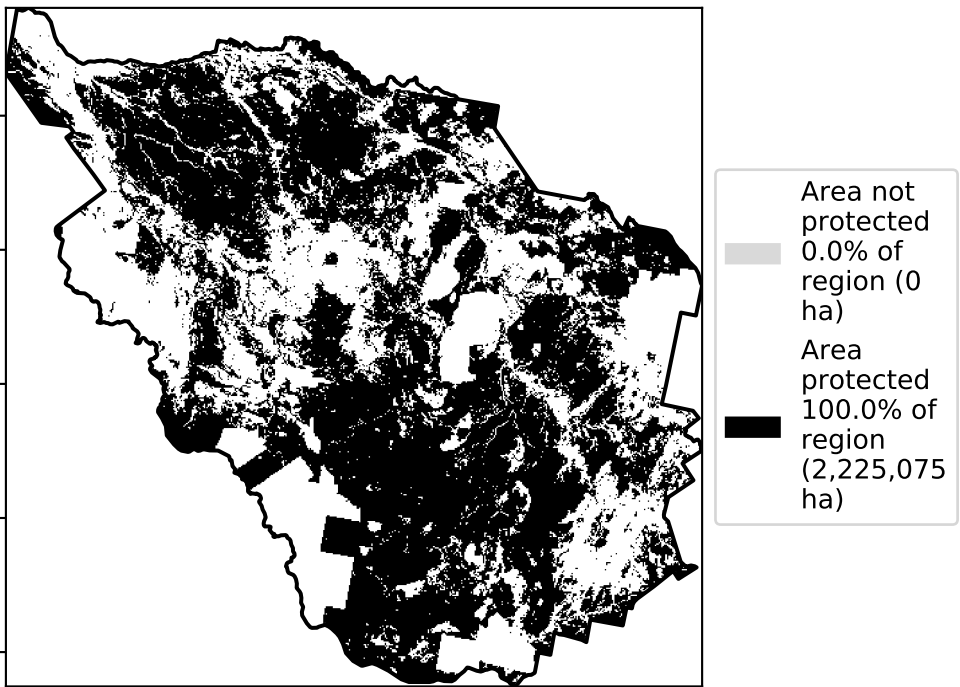 Area not
protected
0.0% of
region (0
ha)
Area
protected
100.0% of
region
(2,225,075
ha)